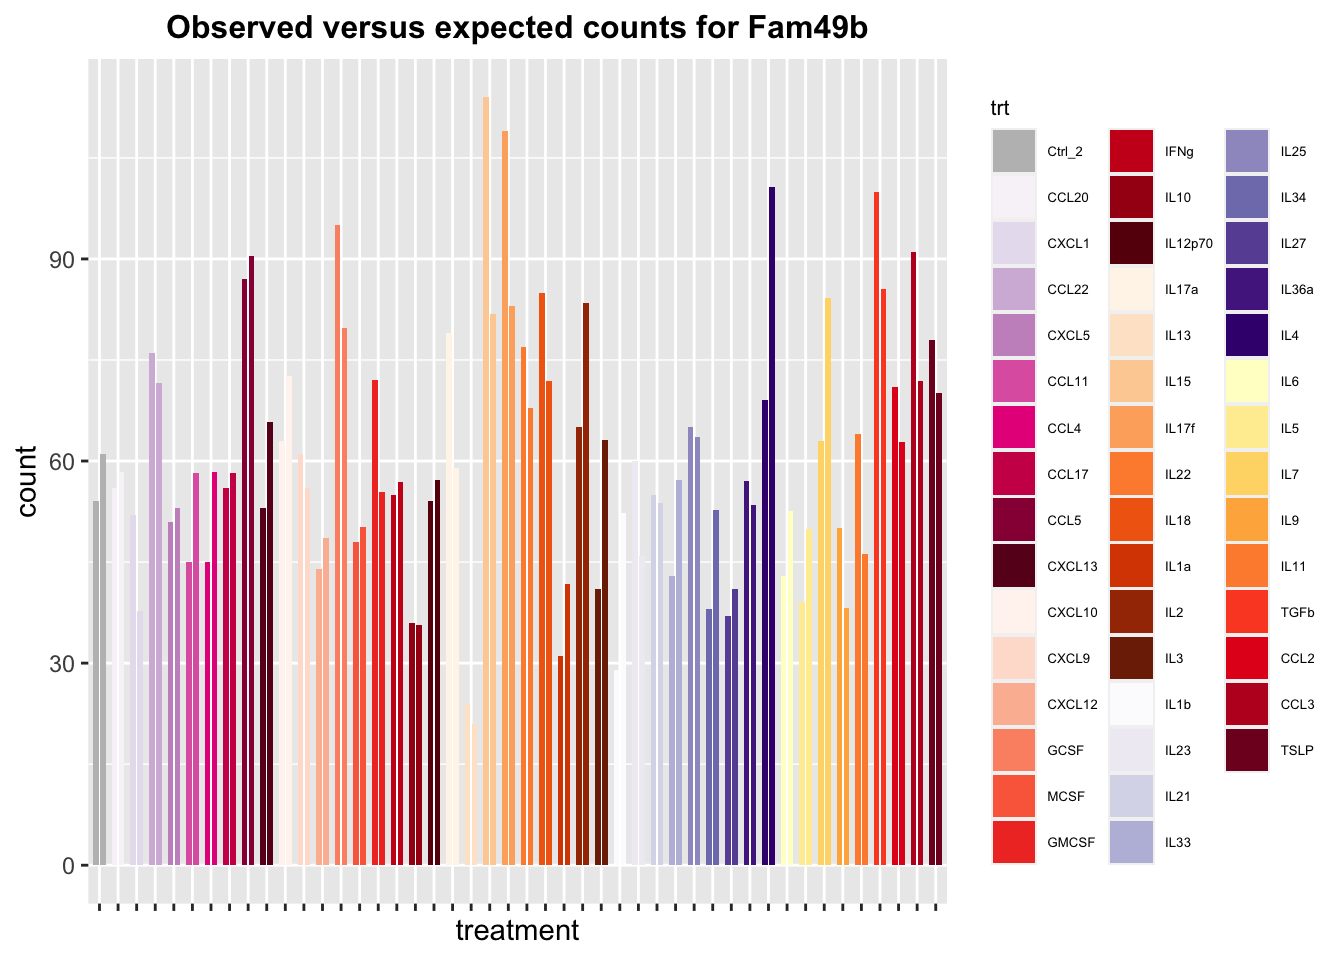 Observed versus expected counts for Fam49b
count
90
60
30
0
treatment
trt
Ctrl_2
CCL20
CXCL1
CCL22
CXCL5
CCL11
CCL4
CCL17
CCL5
CXCL13
CXCL10
CXCL9
CXCL12
GCSF
MCSF
GMCSF
IFNg
IL10
IL12p70
IL17a
IL13
IL15
IL17f
IL22
IL18
IL1a
IL2
IL3
IL1b
IL23
IL21
IL33
IL25
IL34
IL27
IL36a
IL4
IL6
IL5
IL7
IL9
IL11
TGFb
CCL2
CCL3
TSLP